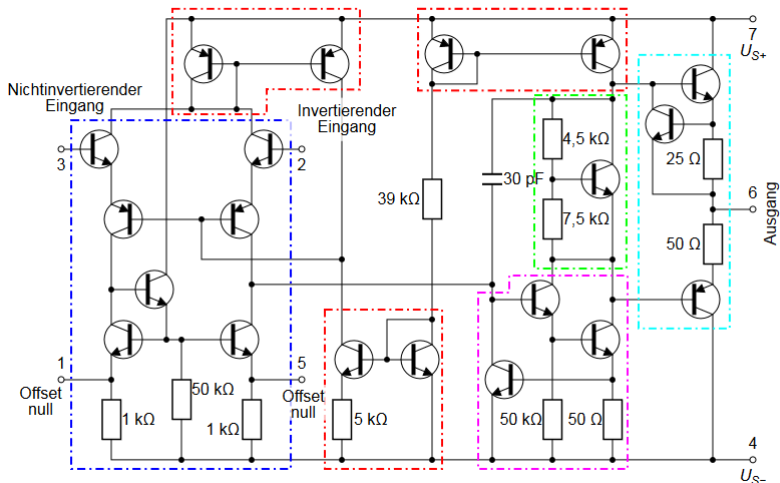 7
U_S+
Nichtinvertierender
Eingang
Invertierender
Eingang
3
2
4,5 kΩ
25 Ω
39 kΩ
30 pF
6
Ausgang
7,5 kΩ
50 Ω
1
5
Offset
null
50 kΩ
Offset
null
1 kΩ
1 kΩ
5 kΩ
50 kΩ
50 Ω
4
U_S−